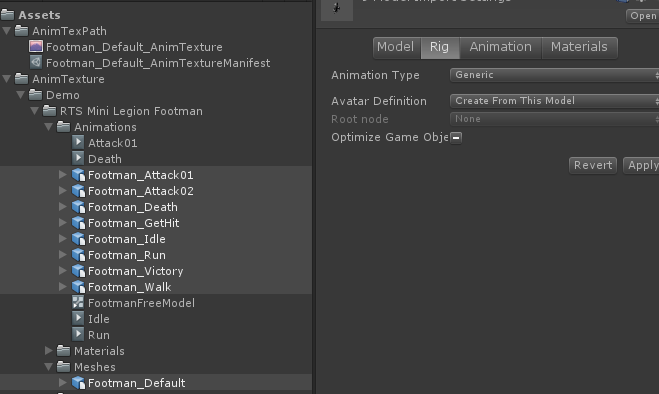 Assets
AnimTexPath
Footman_Default_AnimTexture
Footman_Default_AnimTextureManifest
AnimTexture
Demo
RTS Mini Legion Footman
Animations
Attack01
Death
Footman_Attack01
Footman_Attack02
Footman_Death
Footman_GetHit
Footman_Idle
Footman_Run
Footman_Victory
Footman_Walk
FootmanFreeModel
Idle
Run
Materials
Meshes
Footman_Default
Open
Model Rig Animation Materials
Animation Type Generic
Avatar Definition Create From This Model
Root node None
Optimize Game Obje
Revert Apply